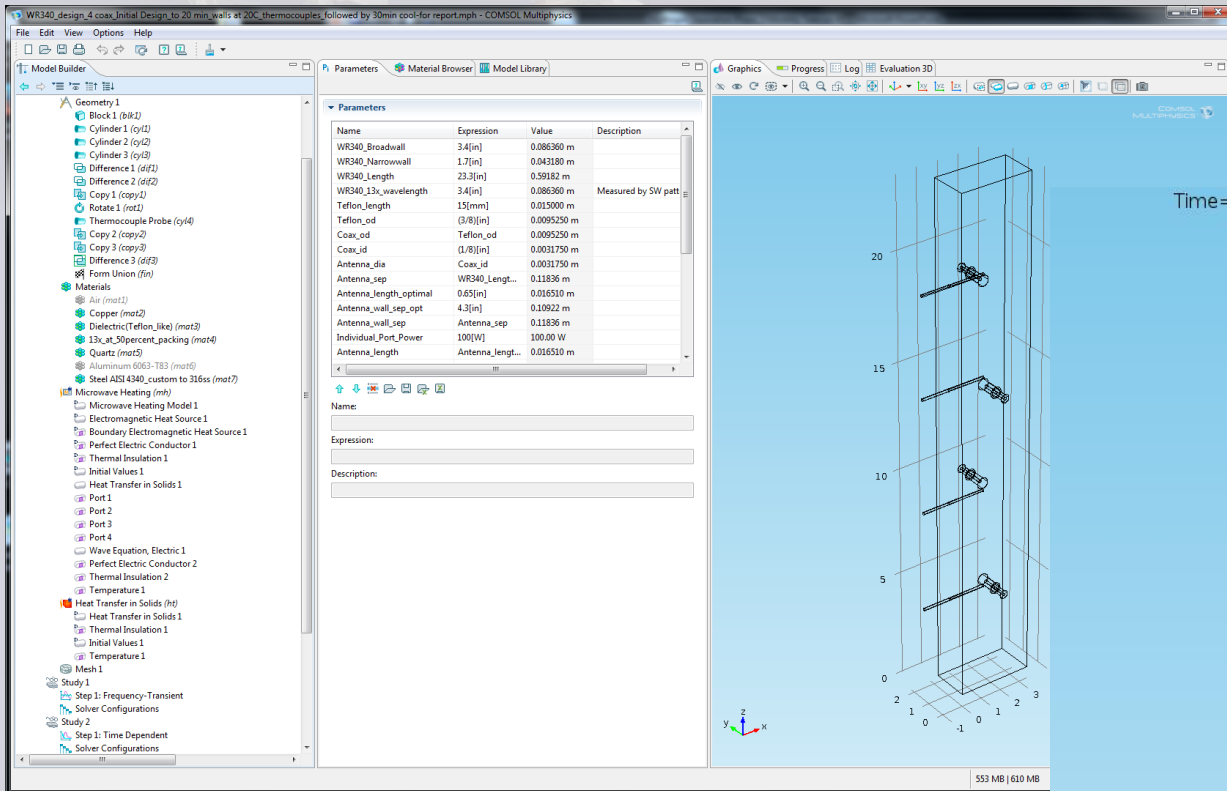 WR340_design_4 coax_Initial Design_to 20 min_walls at 20C_thermocouples_followed by 30min cool-for report.mph - COMSOL Multiphysics
File Edit View Options Help
Model Builder
Geometry 1
Block 1 (blk1)
Cylinder 1 (cyl1)
Cylinder 2 (cyl2)
Cylinder 3 (cyl3)
Difference 1 (dif1)
Difference 2 (dif2)
Copy 1 (copy1)
Rotate 1 (rot1)
Thermocouple Probe (cyl4)
Copy 2 (copy2)
Copy 3 (copy3)
Difference 3 (dif3)
Form Union (fin)
Materials
Air (mat1)
Copper (mat2)
Dielectric(Teflon_like) (mat3)
13x_at_50percent_packing (mat4)
Quartz (mat5)
Aluminum 6063-T83 (mat6)
Steel AISI 4340_custom to 316ss (mat7)
Microwave Heating (mh)
Microwave Heating Model 1
Electromagnetic Heat Source 1
Boundary Electromagnetic Heat Source 1
Perfect Electric Conductor 1
Thermal Insulation 1
Initial Values 1
Heat Transfer in Solids 1
Port 1
Port 2
Port 3
Port 4
Wave Equation, Electric 1
Perfect Electric Conductor 2
Thermal Insulation 2
Temperature 1
Heat Transfer in Solids (ht)
Heat Transfer in Solids 1
Thermal Insulation 1
Initial Values 1
Temperature 1
Mesh 1
Study 1
Step 1: Frequency-Transient
Solver Configurations
Study 2
Step 1: Time Dependent
Solver Configurations
Parameters Material Browser Model Library
Parameters
Name Expression Value Description
WR340_Broadwall 3.4[in] 0.086360 m
WR340_Narrowwall 1.7[in] 0.043180 m
WR340_Length 23.3[in] 0.59182 m
WR340_13x_wavelength 3.4[in] 0.086360 m Measured by SW patt
Teflon_length 15[mm] 0.015000 m
Teflon_od (3/8)[in] 0.0095250 m
Coax_od Teflon_od 0.0095250 m
Coax_id (1/8)[in] 0.0031750 m
Antenna_dia Coax_id 0.0031750 m
Antenna_sep WR340_Lengt... 0.11836 m
Antenna_length_optimal 0.65[in] 0.016510 m
Antenna_wall_sep_opt 4.3[in] 0.10922 m
Antenna_wall_sep Antenna_sep 0.11836 m
Individual_Port_Power 100[W] 100.00 W
Antenna_length Antenna_lengt... 0.016510 m
Name:
Expression:
Description:
Graphics Progress Log Evaluation 3D
COMSOL
MULTIPHYSICS
Time=
20
15
10
5
0
2
1
0
-1
0
1
2
3
z
y
x
553 MB | 610 MB